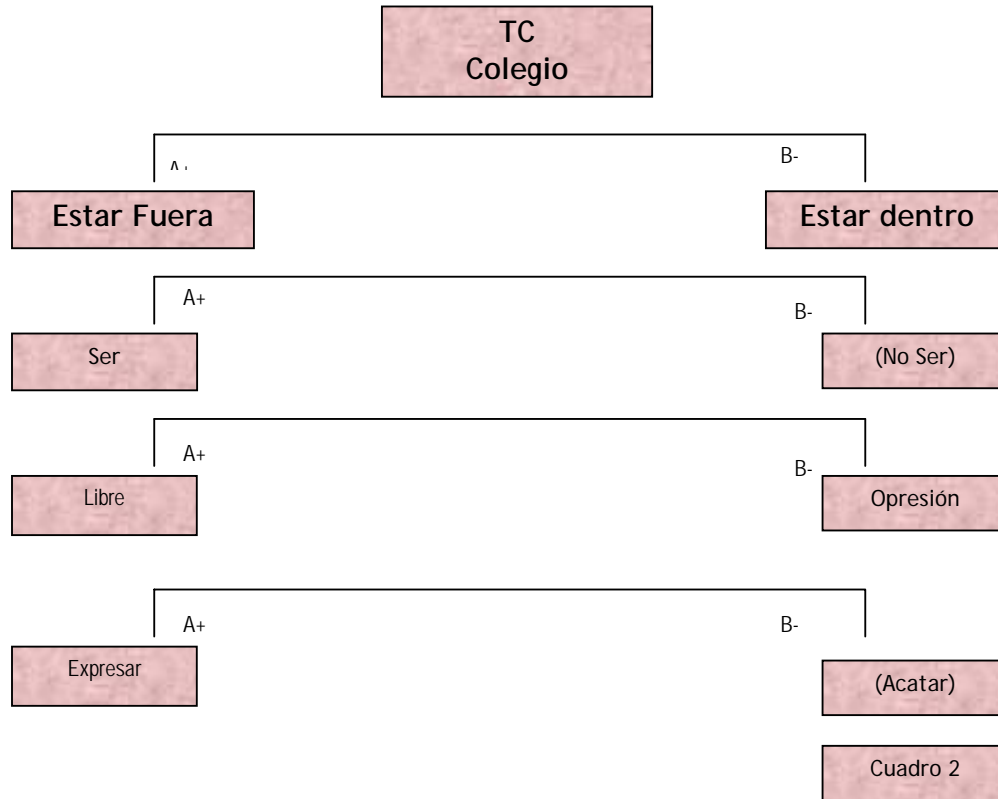 TC
Colegio
B-
Estar Fuera
Estar dentro
A+
B-
Ser
(No Ser)
A+
B-
Libre
Opresión
A+
B-
Expresar
(Acatar)
Cuadro 2